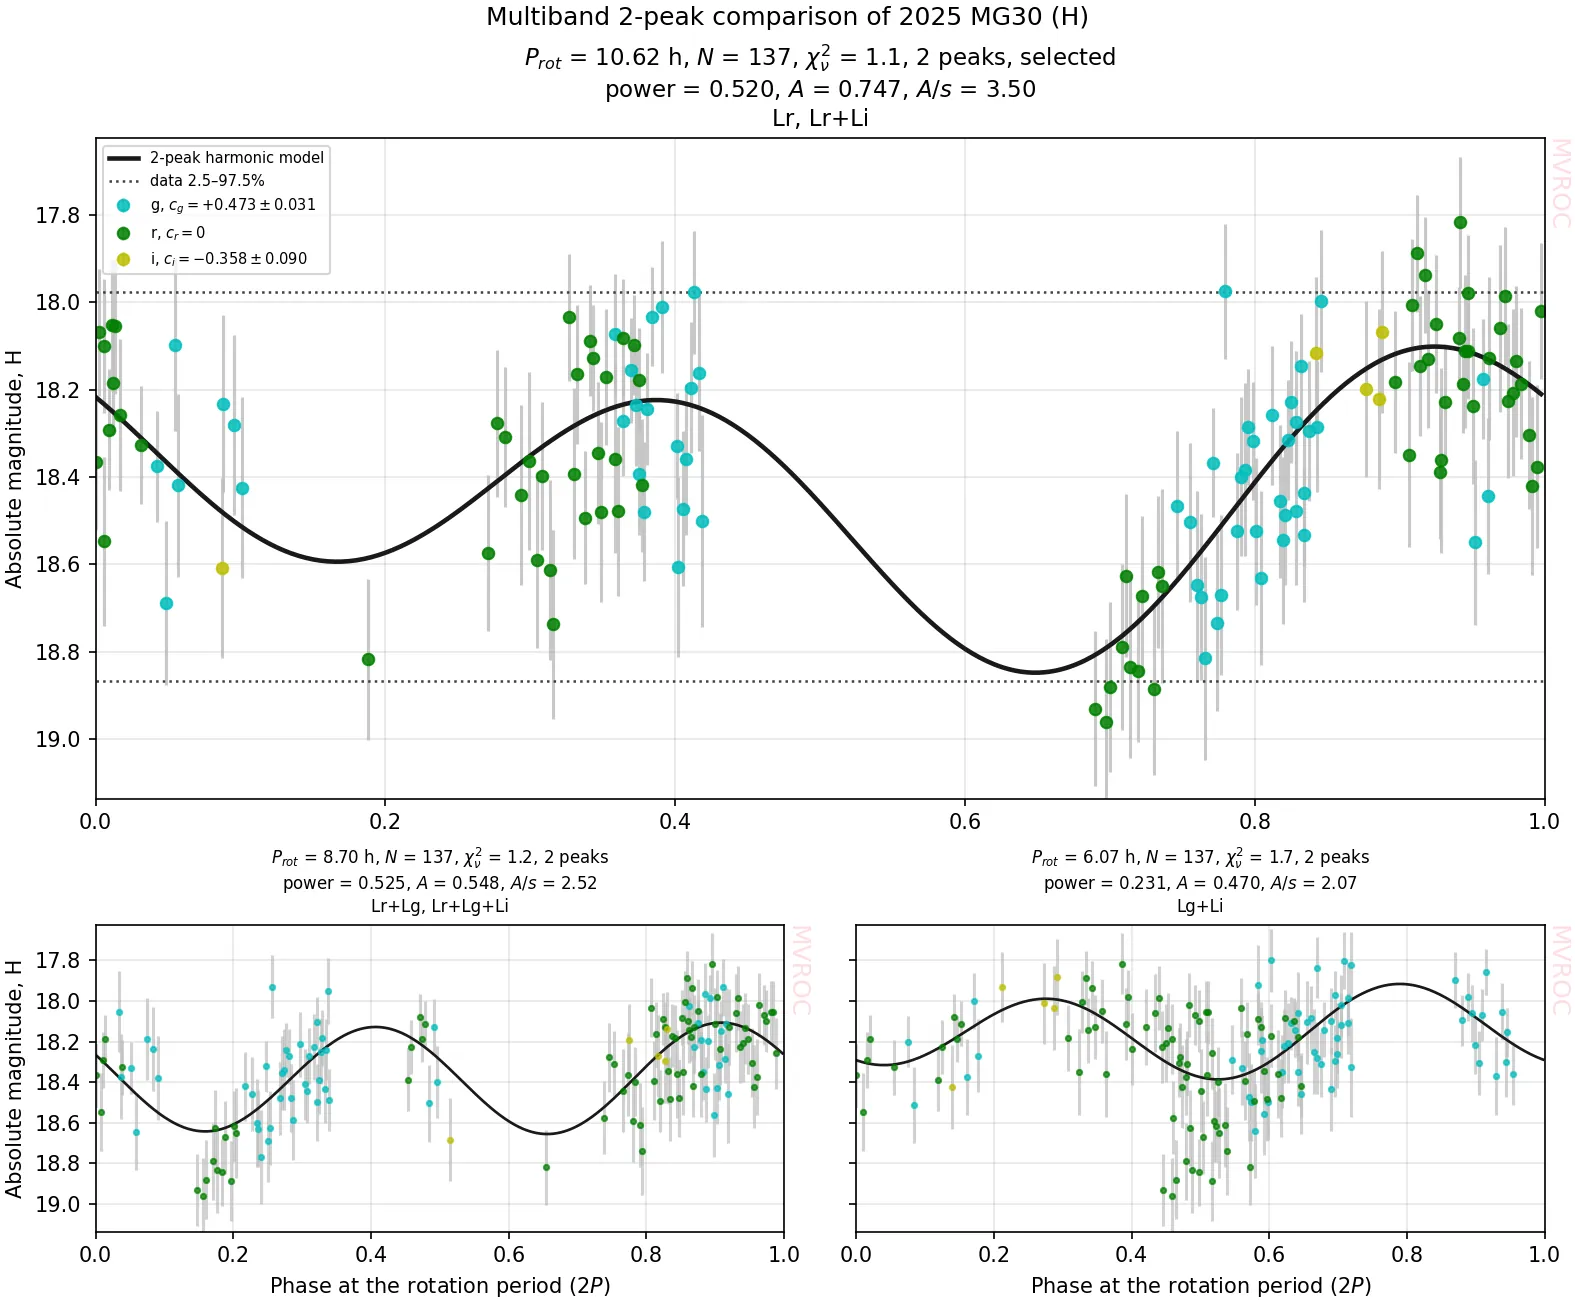 Multiband 2-peak comparison of 2025 MG30 (H)
P_rot = 10.62 h, N = 137, χ²_ν = 1.1, 2 peaks, selected
power = 0.520, A = 0.747, A/s = 3.50
Lr, Lr+Li
2-peak harmonic model
data 2.5–97.5%
g, c_g = +0.473 ± 0.031
r, c_r = 0
i, c_i = −0.358 ± 0.090
MVROC
Absolute magnitude, H
17.8
18.0
18.2
18.4
18.6
18.8
19.0
0.0 0.2 0.4 0.6 0.8 1.0
P_rot = 8.70 h, N = 137, χ²_ν = 1.2, 2 peaks
power = 0.525, A = 0.548, A/s = 2.52
Lr+Lg, Lr+Lg+Li
MVROC
Absolute magnitude, H
17.8
18.0
18.2
18.4
18.6
18.8
19.0
0.0 0.2 0.4 0.6 0.8 1.0
Phase at the rotation period (2P)
P_rot = 6.07 h, N = 137, χ²_ν = 1.7, 2 peaks
power = 0.231, A = 0.470, A/s = 2.07
Lg+Li
MVROC
0.0 0.2 0.4 0.6 0.8 1.0
Phase at the rotation period (2P)